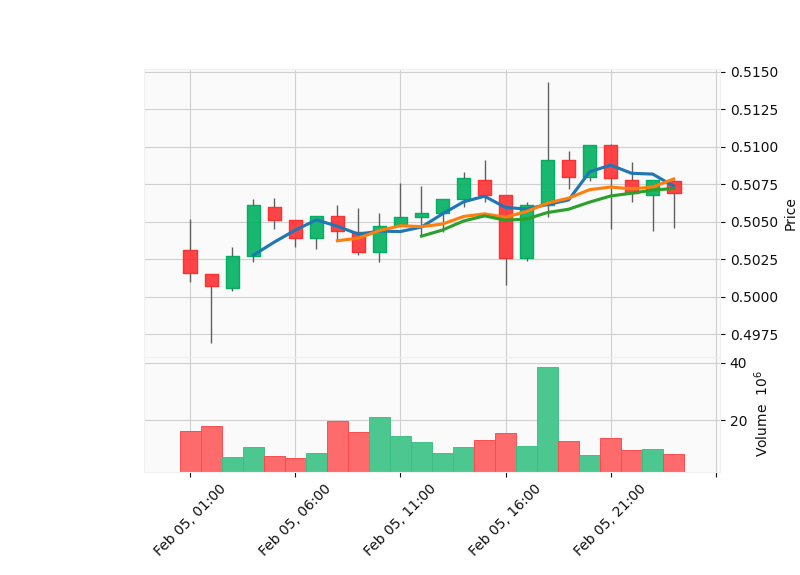 0.5150
0.5125
0.5100
0.5075
0.5050
0.5025
0.5000
0.4975
Price
40
20
Volume 10⁶
Feb 05, 01:00
Feb 05, 06:00
Feb 05, 11:00
Feb 05, 16:00
Feb 05, 21:00